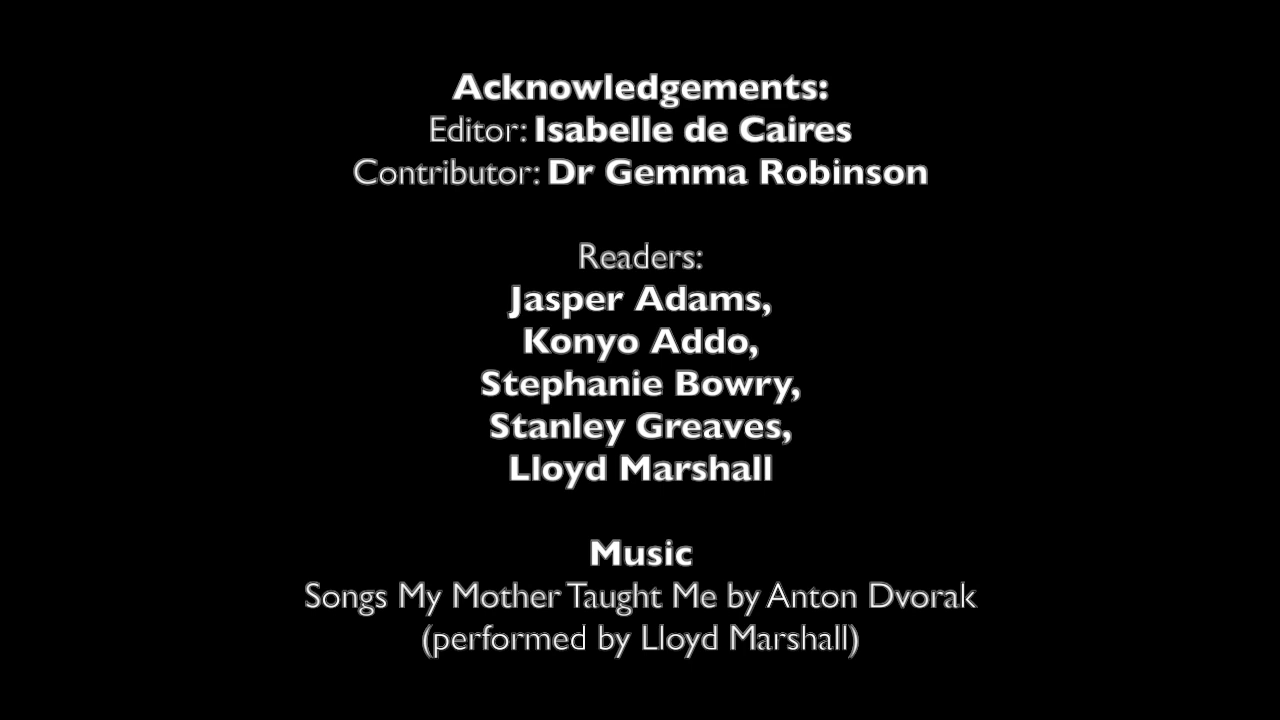 Acknowledgements:
Editor: Isabelle de Caires
Contributor: Dr Gemma Robinson
Readers:
Jasper Adams,
Konyo Addo,
Stephanie Bowry,
Stanley Greaves,
Lloyd Marshall
Music
Songs My Mother Taught Me by Anton Dvorak
(performed by Lloyd Marshall)